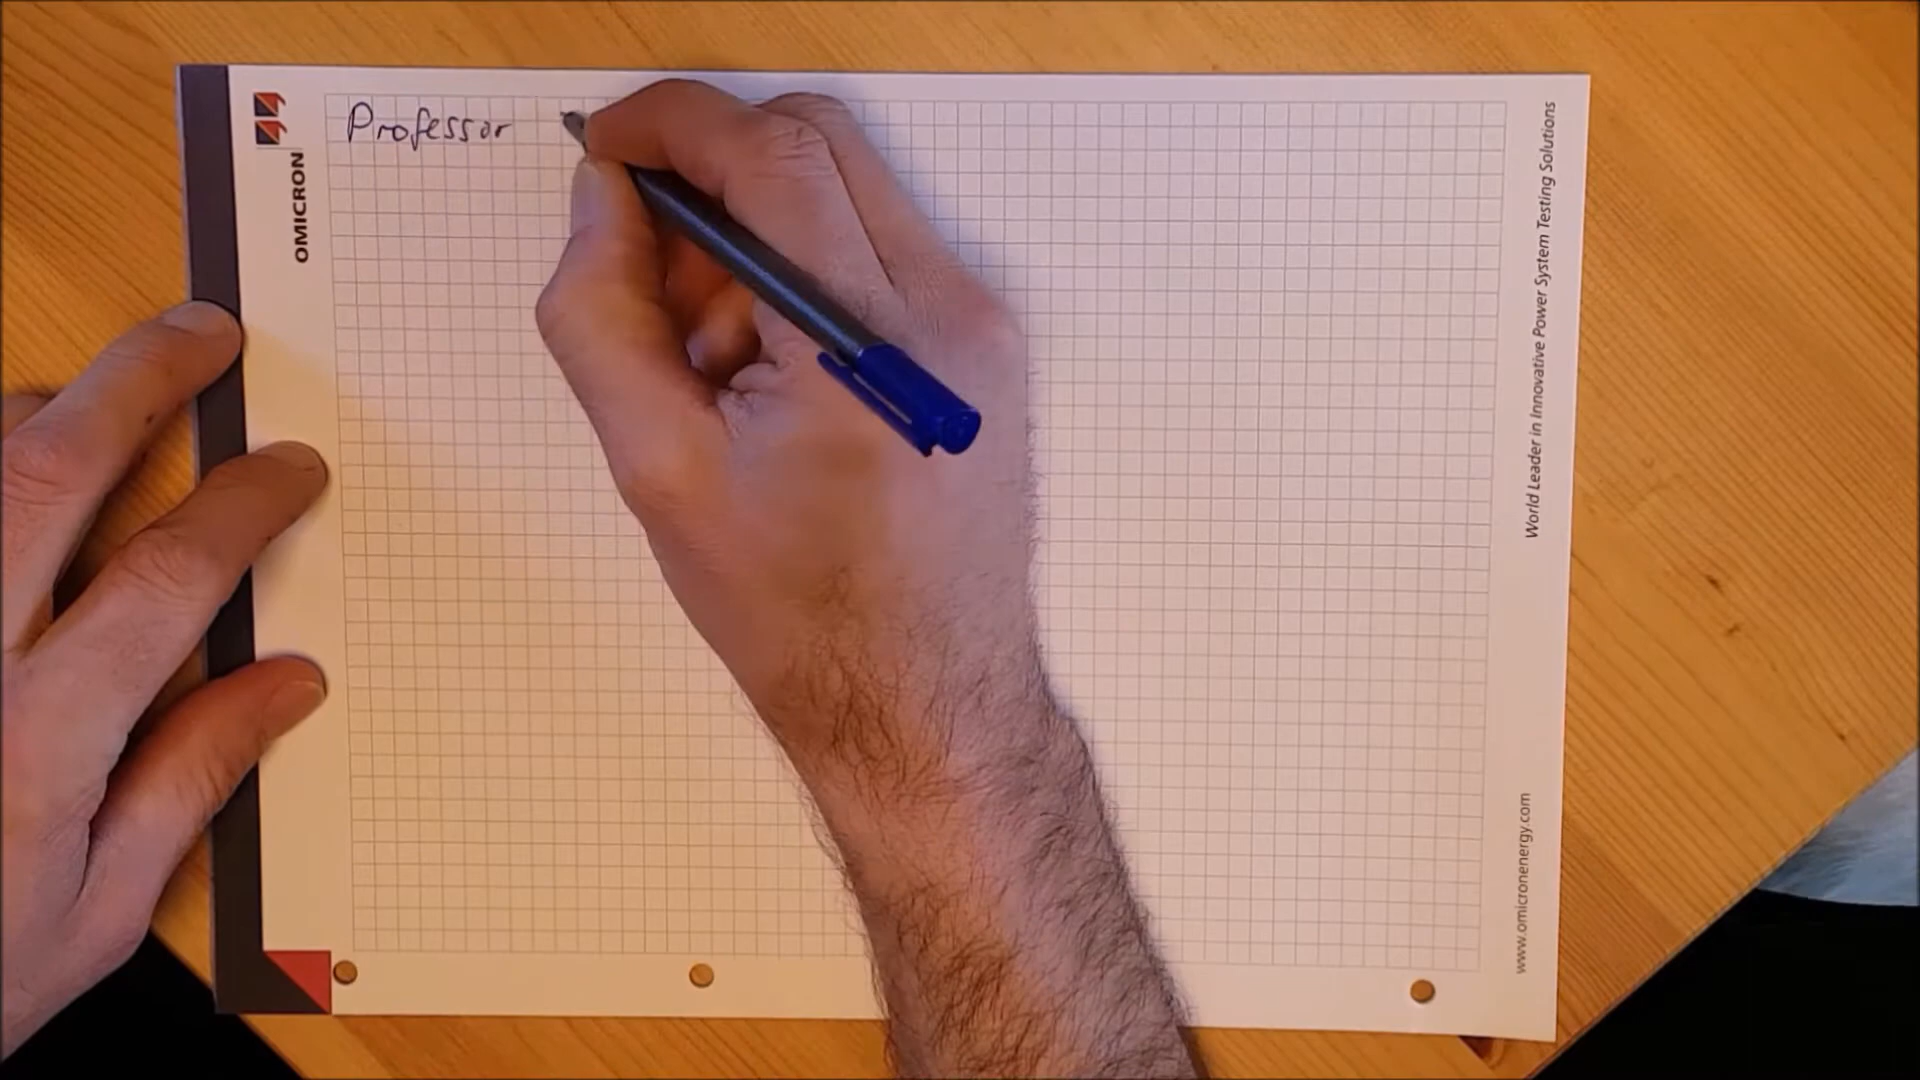 Professor
OMICRON
World Leader in Innovative Power System Testing Solutions
www.omicronenergy.com